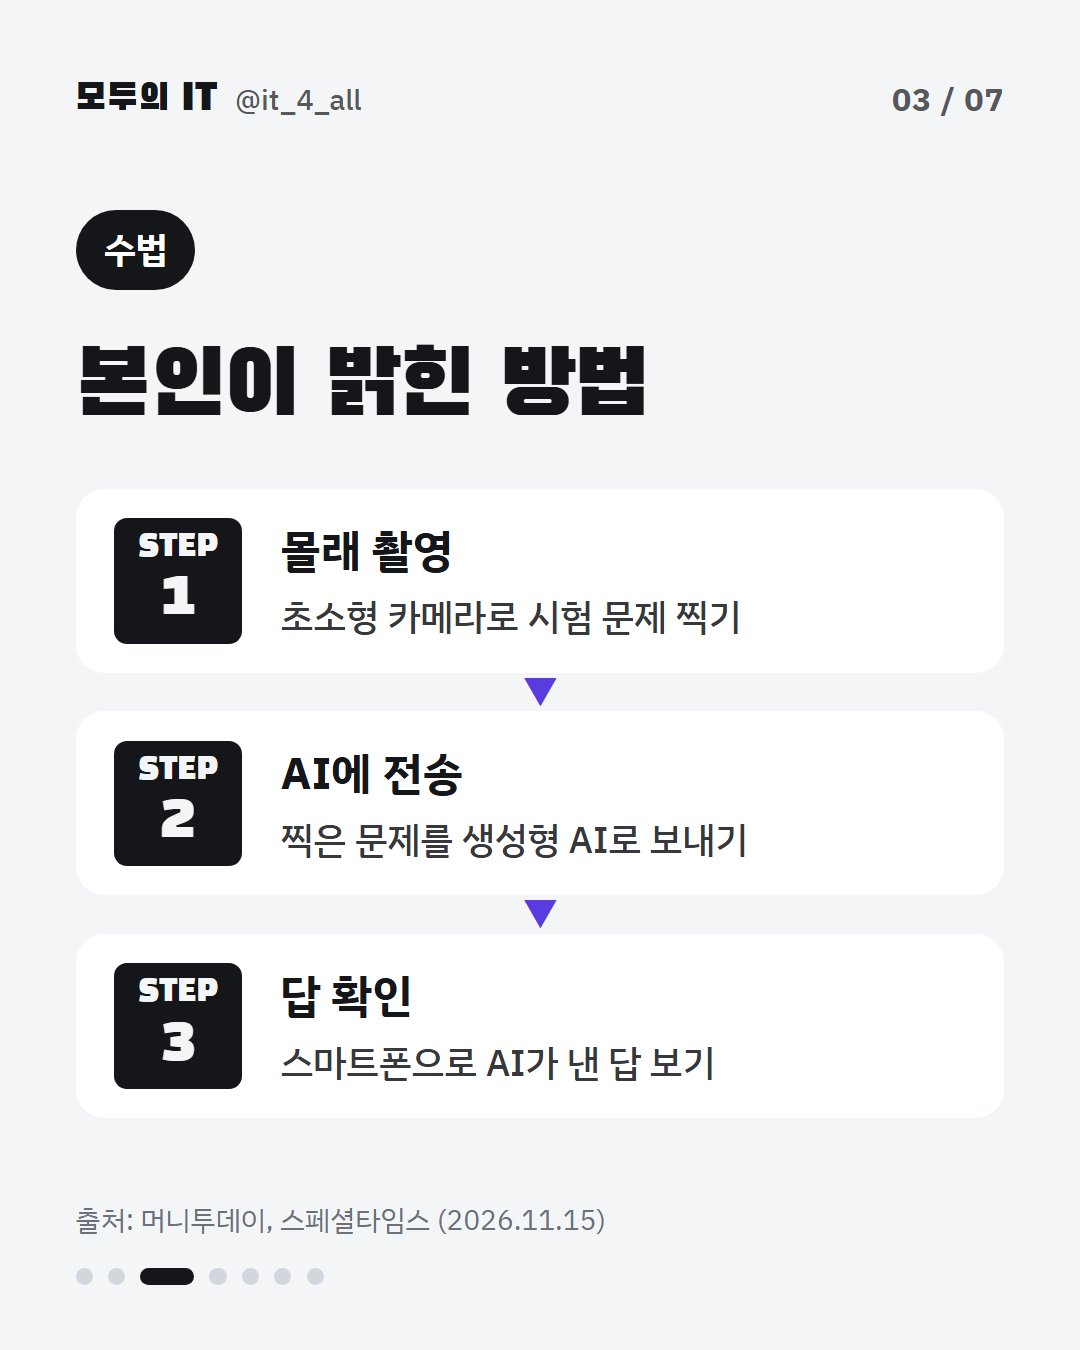 모두의 IT @it_4_all
03 / 07
수법
본인이 밝힌 방법
STEP 1
몰래 촬영
초소형 카메라로 시험 문제 찍기
STEP 2
AI에 전송
찍은 문제를 생성형 AI로 보내기
STEP 3
답 확인
스마트폰으로 AI가 낸 답 보기
출처: 머니투데이, 스페셜타임스 (2026.11.15)